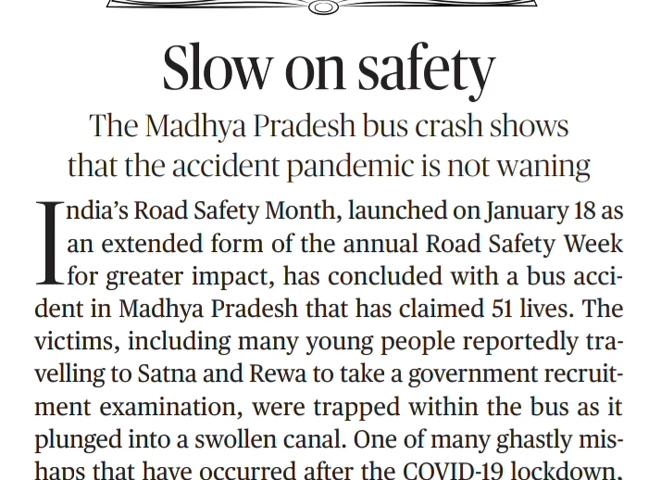 Slow on safety
The Madhya Pradesh bus crash shows
that the accident pandemic is not waning
India’s Road Safety Month, launched on January 18 as
an extended form of the annual Road Safety Week
for greater impact, has concluded with a bus acci-
dent in Madhya Pradesh that has claimed 51 lives. The
victims, including many young people reportedly tra-
velling to Satna and Rewa to take a government recruit-
ment examination, were trapped within the bus as it
plunged into a swollen canal. One of many ghastly mis-
haps that have occurred after the COVID-19 lockdown,